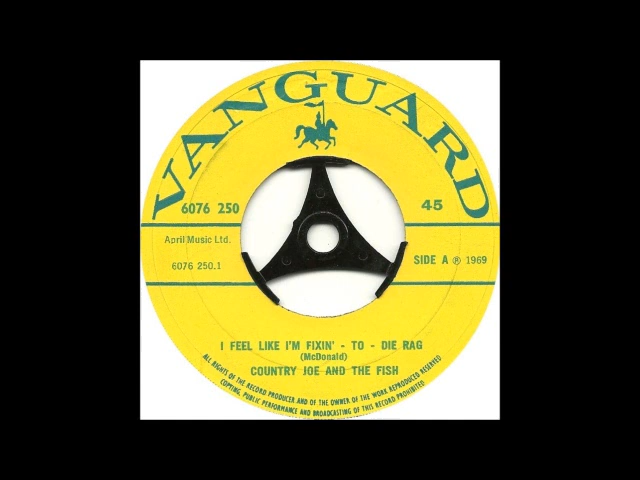 VANGUARD
6076 250
45
April Music Ltd.
6076 250.1
SIDE A ℗ 1969
I FEEL LIKE I'M FIXIN' - TO - DIE RAG
(McDonald)
COUNTRY JOE AND THE FISH
ALL RIGHTS OF THE RECORD PRODUCER AND OF THE OWNER OF THE WORK REPRODUCED RESERVED
COPYING, PUBLIC PERFORMANCE AND BROADCASTING OF THIS RECORD PROHIBITED